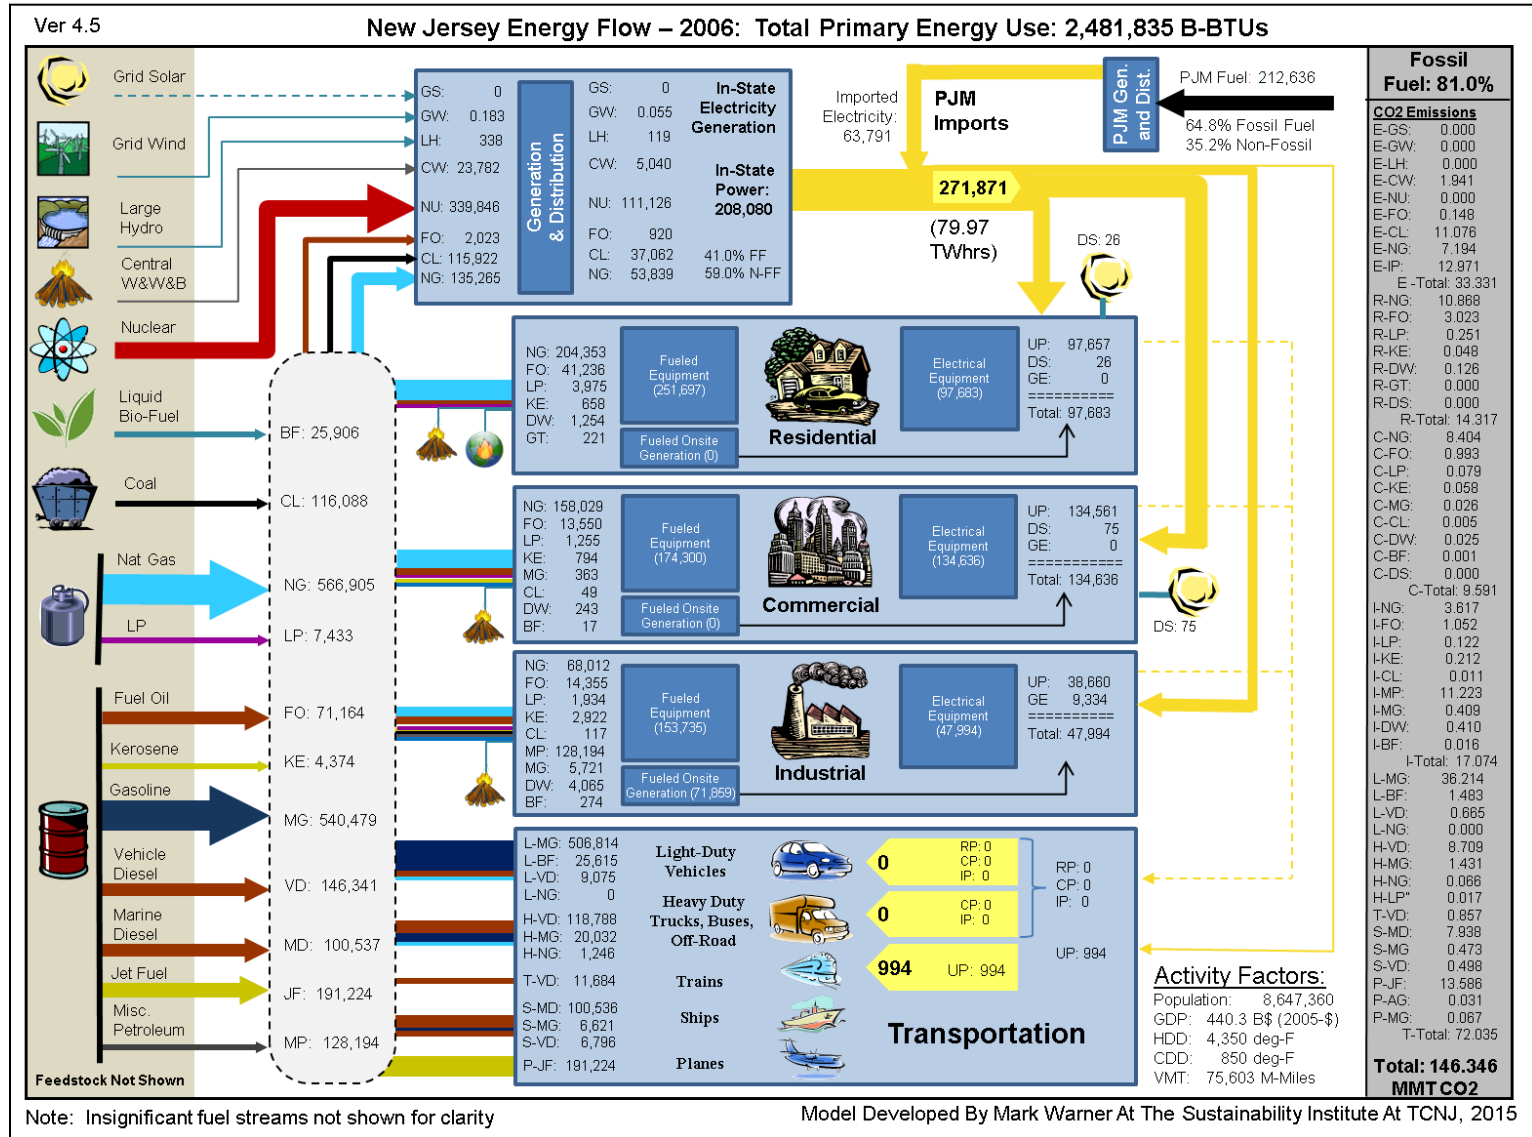 Ver 4.5
New Jersey Energy Flow – 2006: Total Primary Energy Use: 2,481,835 B-BTUs
Grid Solar
Grid Wind
Large
Hydro
Central
W&W&B
Nuclear
Liquid
Bio-Fuel
Coal
Nat Gas
LP
Fuel Oil
Kerosene
Gasoline
Vehicle
Diesel
Marine
Diesel
Jet Fuel
Misc.
Petroleum
Feedstock Not Shown
BF: 25,906
CL: 116,088
NG: 566,905
LP: 7,433
FO: 71,164
KE: 4,374
MG: 540,479
VD: 146,341
MD: 100,537
JF: 191,224
MP: 128,194
GS: 0
GW: 0.183
LH: 338
CW: 23,782
NU: 339,846
FO: 2,023
CL: 115,922
NG: 135,265
Generation
& Distribution
GS: 0
GW: 0.055
LH: 119
CW: 5,040
NU: 111,126
FO: 920
CL: 37,062
NG: 53,839
In-State
Electricity
Generation
In-State
Power:
208,080
41.0% FF
59.0% N-FF
Imported
Electricity:
63,791
PJM
Imports
PJM Gen.
and Dist.
PJM Fuel: 212,636
64.8% Fossil Fuel
35.2% Non-Fossil
271,871
(79.97
TWhrs)
DS: 26
NG: 204,353
FO: 41,236
LP: 3,975
KE: 658
DW: 1,254
GT: 221
Fueled
Equipment
(251,697)
Fueled Onsite
Generation (0)
Residential
Electrical
Equipment
(97,683)
UP: 97,657
DS: 26
GE: 0
==========
Total: 97,683
NG: 158,029
FO: 13,550
LP: 1,255
KE: 794
MG: 363
CL: 49
DW: 243
BF: 17
Fueled
Equipment
(174,300)
Fueled Onsite
Generation (0)
Commercial
Electrical
Equipment
(134,636)
UP: 134,561
DS: 75
GE: 0
===========
Total: 134,636
DS: 75
NG: 68,012
FO: 14,355
LP: 1,934
KE: 2,922
CL: 117
MP: 128,194
MG: 5,721
DW: 4,065
BF: 274
Fueled
Equipment
(153,735)
Fueled Onsite
Generation (71,859)
Industrial
Electrical
Equipment
(47,994)
UP: 38,660
GE 9,334
==========
Total: 47,994
L-MG: 506,814
L-BF: 25,615
L-VD: 9,075
L-NG: 0
H-VD: 118,788
H-MG: 20,032
H-NG: 1,246
T-VD: 11,684
S-MD: 100,536
S-MG: 6,621
S-VD: 6,796
P-JF: 191,224
Light-Duty
Vehicles
Heavy Duty
Trucks, Buses,
Off-Road
Trains
Ships
Planes
0
RP: 0
CP: 0
IP: 0
0
CP: 0
IP: 0
994 UP: 994
RP: 0
CP: 0
IP: 0
UP: 994
Transportation
Activity Factors:
Population: 8,647,360
GDP: 440.3 B$ (2005-$)
HDD: 4,350 deg-F
CDD: 850 deg-F
VMT: 75,603 M-Miles
Fossil
Fuel: 81.0%
CO2 Emissions
E-GS: 0.000
E-GW: 0.000
E-LH: 0.000
E-CW: 1.941
E-NU: 0.000
E-FO: 0.148
E-CL: 11.076
E-NG: 7.194
E-IP: 12.971
E -Total: 33.331
R-NG: 10.868
R-FO: 3.023
R-LP: 0.251
R-KE: 0.048
R-DW: 0.126
R-GT: 0.000
R-DS: 0.000
R-Total: 14.317
C-NG: 8.404
C-FO: 0.993
C-LP: 0.079
C-KE: 0.058
C-MG: 0.026
C-CL: 0.005
C-DW: 0.025
C-BF: 0.001
C-DS: 0.000
C-Total: 9.591
I-NG: 3.617
I-FO: 1.052
I-LP: 0.122
I-KE: 0.212
I-CL: 0.011
I-MP: 11.223
I-MG: 0.409
I-DW: 0.410
I-BF: 0.016
I-Total: 17.074
L-MG: 36.214
L-BF: 1.483
L-VD: 0.665
L-NG: 0.000
H-VD: 8.709
H-MG: 1.431
H-NG: 0.066
H-LP" 0.017
T-VD: 0.857
S-MD: 7.938
S-MG 0.473
S-VD: 0.498
P-JF: 13.586
P-AG: 0.031
P-MG: 0.067
T-Total: 72.035
Total: 146.346
MMT CO2
Note: Insignificant fuel streams not shown for clarity
Model Developed By Mark Warner At The Sustainability Institute At TCNJ, 2015